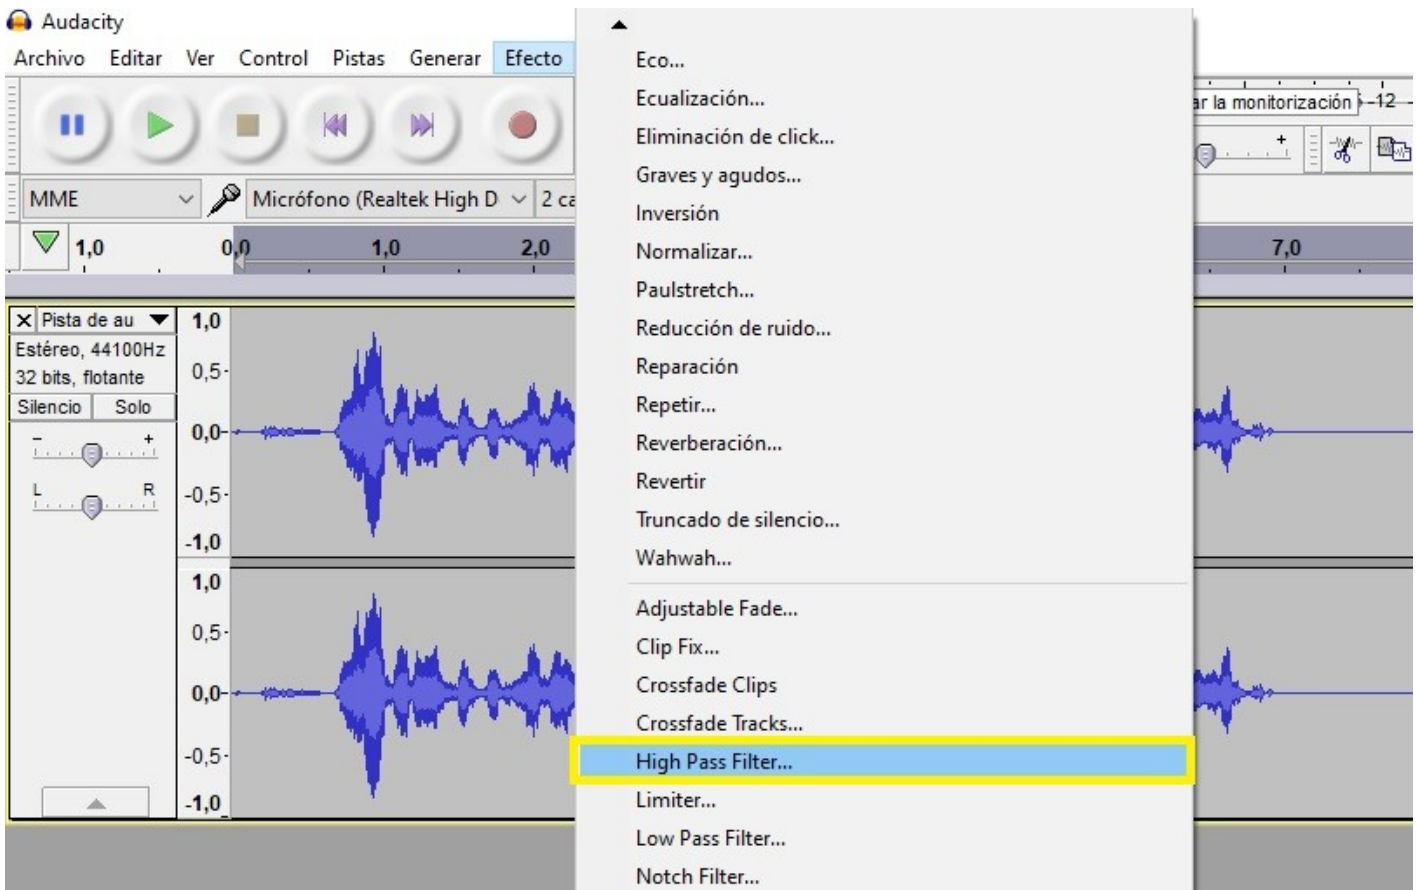 Audacity
Archivo Editar Ver Control Pistas Generar Efecto
ar la monitorización -12
MME Micrófono (Realtek High D 2 ca
1,0 0,0 1,0 2,0 7,0
Pista de au
Estéreo, 44100Hz
32 bits, flotante
Silencio Solo
- +
L R
1,0
0,5
0,0
-0,5
-1,0
1,0
0,5
0,0
-0,5
-1,0
Eco...
Ecualización...
Eliminación de click...
Graves y agudos...
Inversión
Normalizar...
Paulstretch...
Reducción de ruido...
Reparación
Repetir...
Reverberación...
Revertir
Truncado de silencio...
Wahwah...
Adjustable Fade...
Clip Fix...
Crossfade Clips
Crossfade Tracks...
High Pass Filter...
Limiter...
Low Pass Filter...
Notch Filter...